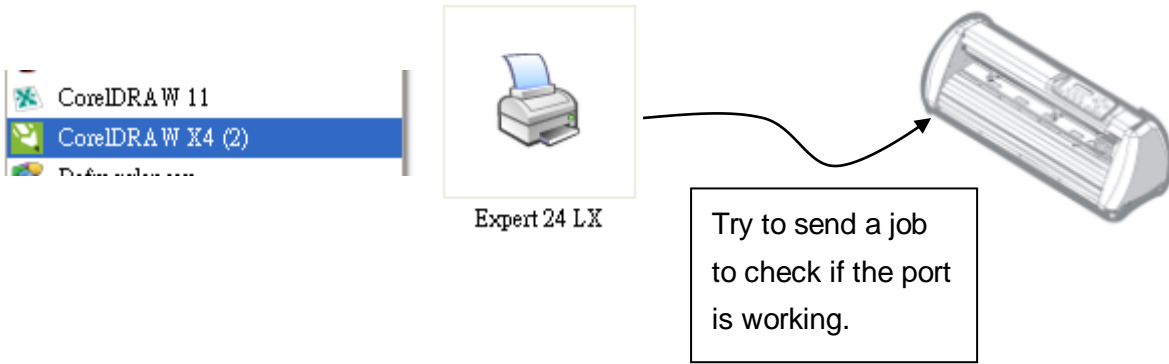 CorelDRAW 11
CorelDRAW X4 (2)
Expert 24 LX
Try to send a job
to check if the port
is working.